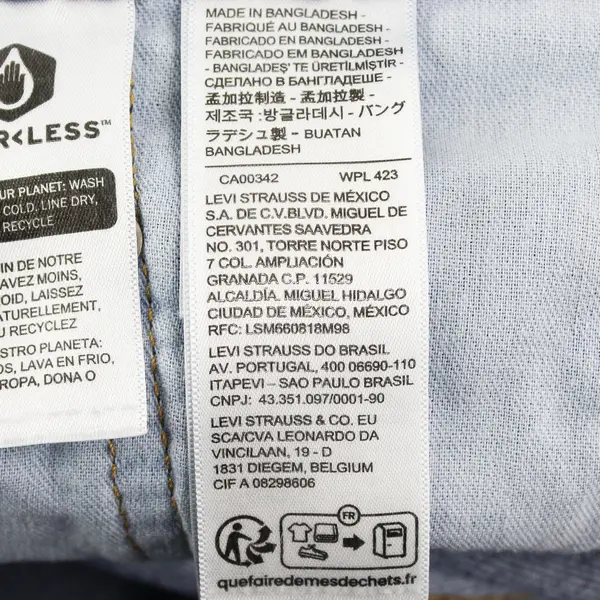 R<LESS™
UR PLANET: WASH
COLD, LINE DRY,
RECYCLE
IN DE NOTRE
AVEZ MOINS,
OID, LAISSEZ
ATURELLEMENT,
U RECYCLEZ
STRO PLANETA:
OS, LAVA EN FRIO,
ROPA, DONA O
MADE IN BANGLADESH -
FABRIQUÉ AU BANGLADESH -
FABRICADO EN BANGLADESH -
FABRICADO EM BANGLADESH
- BANGLADEŞ' TE ÜRETİLMİŞTİR -
СДЕЛАНО В БАНГЛАДЕШЕ -
孟加拉制造 - 孟加拉製 -
제조국 :방글라데시 - バング
ラデシュ製 - BUATAN
BANGLADESH
CA00342 WPL 423
LEVI STRAUSS DE MÉXICO
S.A. DE C.V.BLVD. MIGUEL DE
CERVANTES SAAVEDRA
NO. 301, TORRE NORTE PISO
7 COL. AMPLIACIÓN
GRANADA C.P. 11529
ALCALDÍA. MIGUEL HIDALGO
CIUDAD DE MÉXICO, MÉXICO
RFC: LSM660818M98
LEVI STRAUSS DO BRASIL
AV. PORTUGAL, 400 06690-110
ITAPEVI – SAO PAULO BRASIL
CNPJ: 43.351.097/0001-90
LEVI STRAUSS & CO. EU
SCA/CVA LEONARDO DA
VINCILAAN, 19 - D
1831 DIEGEM, BELGIUM
CIF A 08298606
FR
quefairedemesdechets.fr